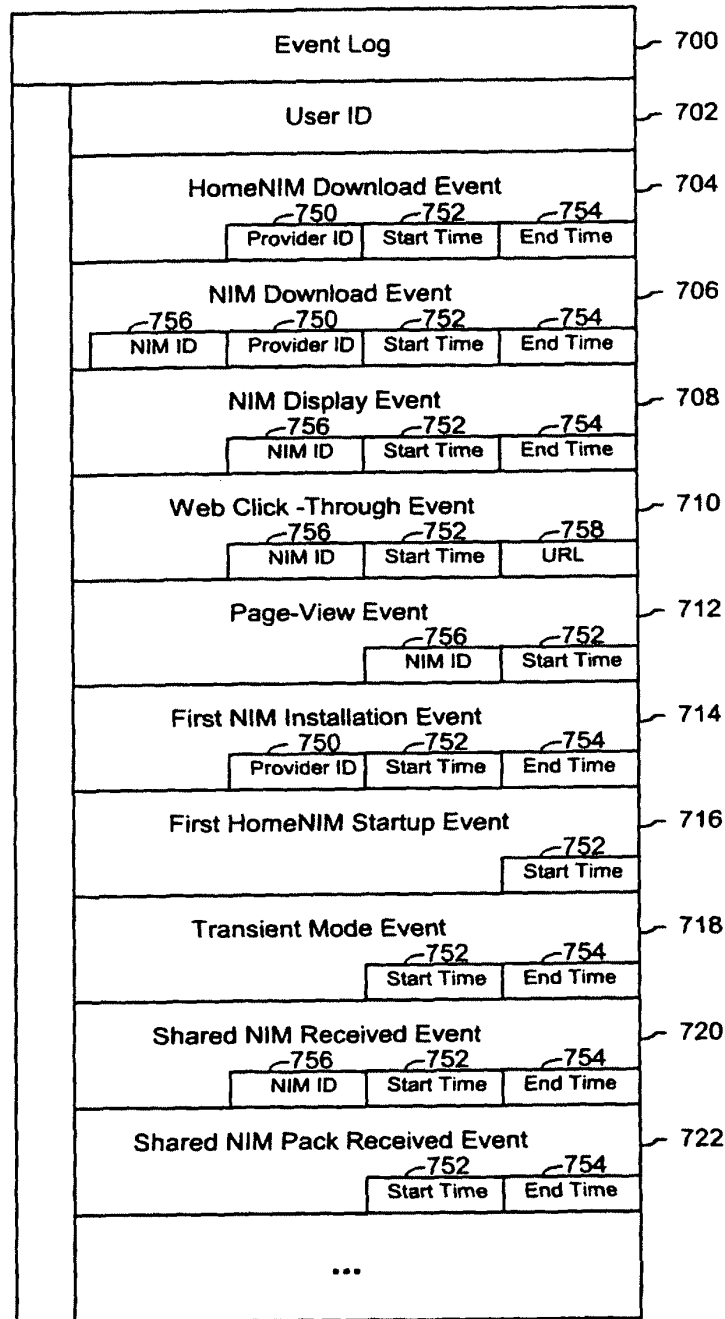 Event Log 700
User ID 702
HomeNIM Download Event 704
750 752 754
Provider ID Start Time End Time
NIM Download Event 706
756 750 752 754
NIM ID Provider ID Start Time End Time
NIM Display Event 708
756 752 754
NIM ID Start Time End Time
Web Click -Through Event 710
756 752 758
NIM ID Start Time URL
Page-View Event 712
756 752
NIM ID Start Time
First NIM Installation Event 714
750 752 754
Provider ID Start Time End Time
First HomeNIM Startup Event 716
752
Start Time
Transient Mode Event 718
752 754
Start Time End Time
Shared NIM Received Event 720
756 752 754
NIM ID Start Time End Time
Shared NIM Pack Received Event 722
752 754
Start Time End Time
...